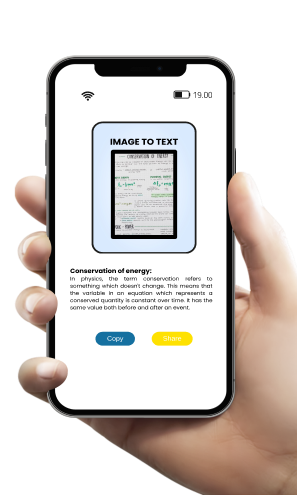 19.00
IMAGE TO TEXT
CONSERVATION OF ENERGY
Conservation of energy:
In physics, the term conservation refers to
something which doesn't change. This means that
the variable in an equation which represents a
conserved quantity is constant over time. It has the
same value both before and after an event.
Copy
Share